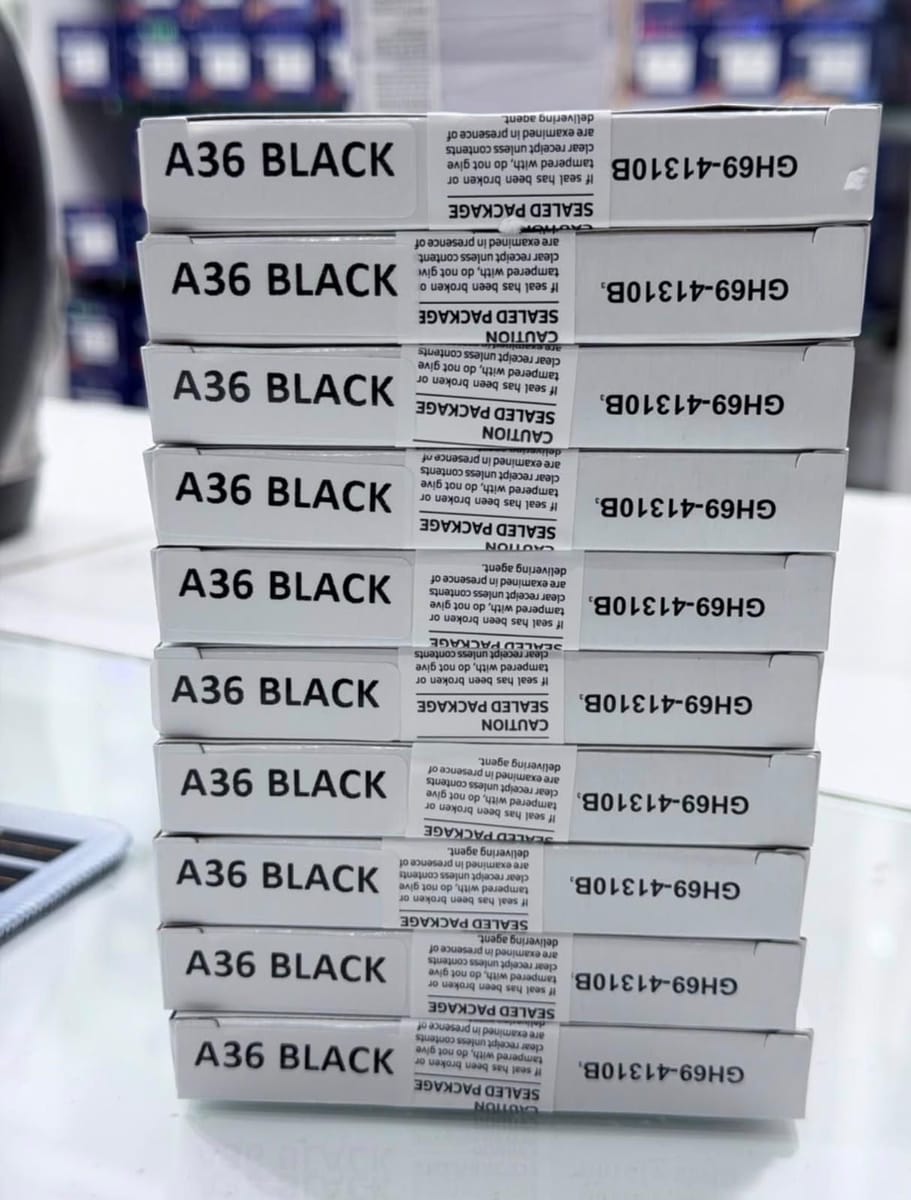 A36 BLACK
CAUTION
SEALED PACKAGE
If seal has been broken or
tampered with, do not give
clear receipt unless contents
are examined in presence of
delivering agent.
GH69-41310B
A36 BLACK
CAUTION
SEALED PACKAGE
If seal has been broken o
tampered with, do not giv
clear receipt unless content
are examined in presence of
GH69-41310B,
A36 BLACK
CAUTION
SEALED PACKAGE
If seal has been broken or
tampered with, do not give
clear receipt unless contents
GH69-41310B,
A36 BLACK
CAUTION
SEALED PACKAGE
If seal has been broken or
tampered with, do not give
clear receipt unless contents
are examined in presence of
GH69-41310B,
A36 BLACK
SEALED PACKAGE
If seal has been broken or
tampered with, do not give
clear receipt unless contents
are examined in presence of
delivering agent.
GH69-41310B,
A36 BLACK
CAUTION
SEALED PACKAGE
If seal has been broken or
tampered with, do not give
clear receipt unless contents
GH69-41310B,
A36 BLACK
SEALED PACKAGE
If seal has been broken or
tampered with, do not give
clear receipt unless contents
are examined in presence of
delivering agent.
GH69-41310B,
A36 BLACK
SEALED PACKAGE
If seal has been broken or
tampered with, do not give
clear receipt unless contents
are examined in presence of
delivering agent.
GH69-41310B,
A36 BLACK
SEALED PACKAGE
If seal has been broken or
tampered with, do not give
clear receipt unless contents
are examined in presence of
delivering agent.
GH69-41310B,
A36 BLACK
CAUTION
SEALED PACKAGE
If seal has been broken or
tampered with, do not give
clear receipt unless contents
are examined in presence of
GH69-41310B,